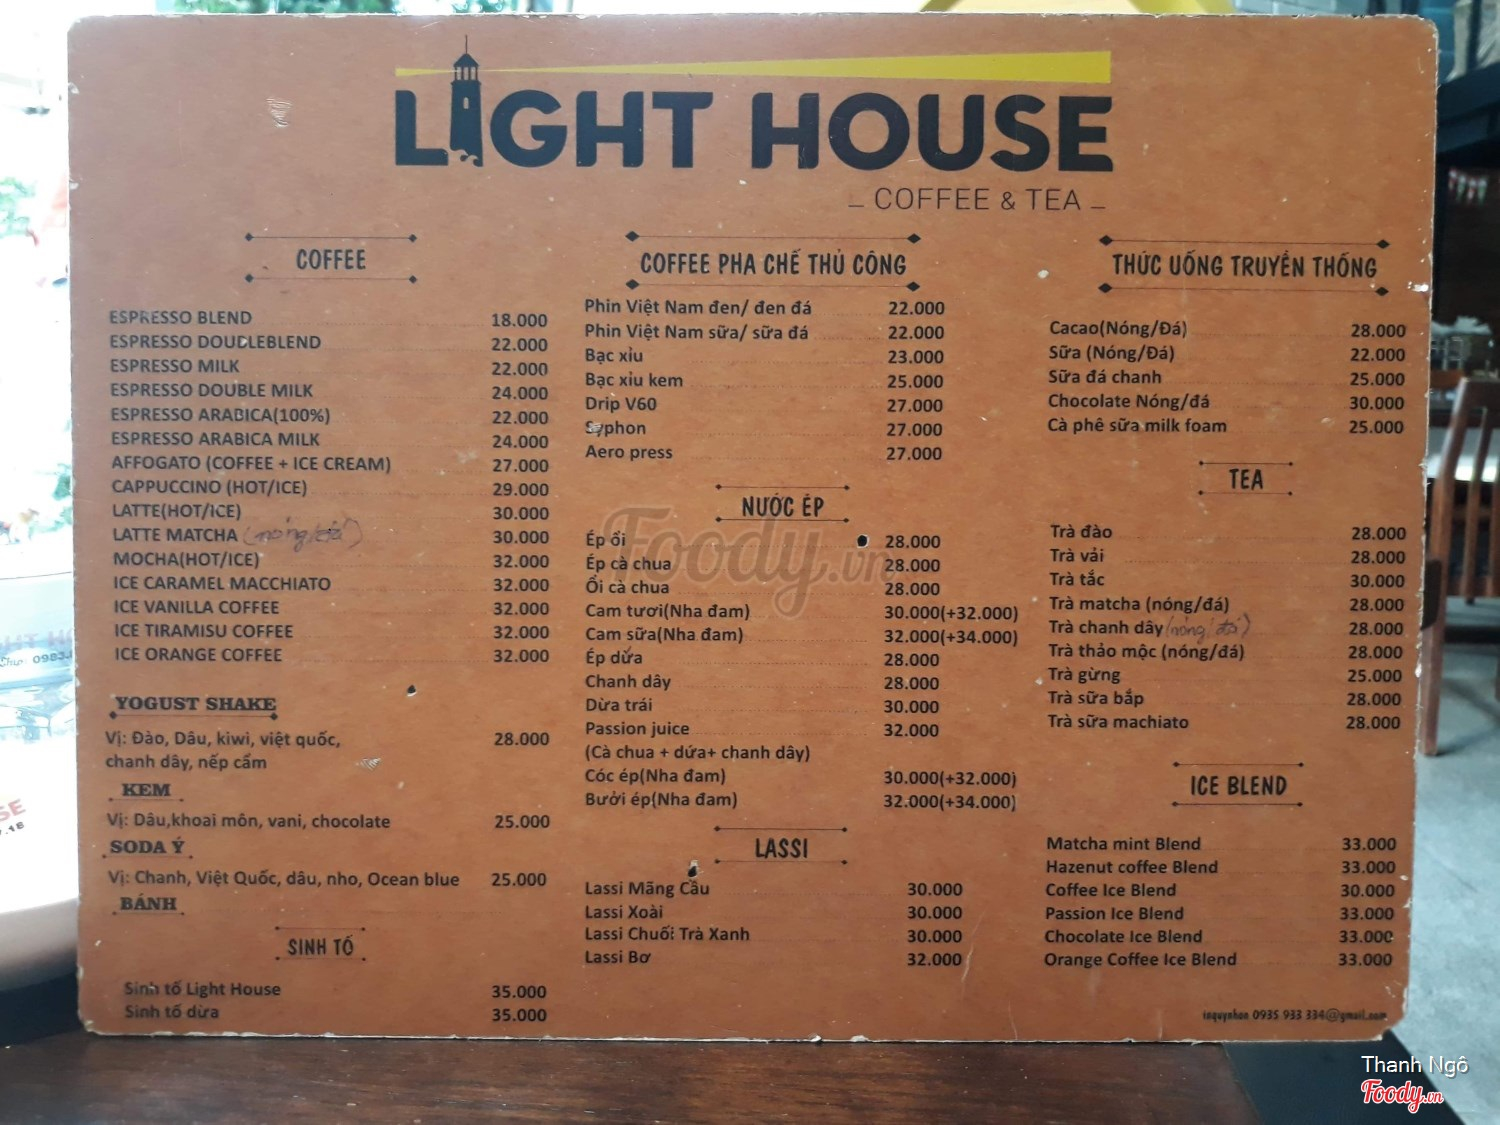 LIGHT HOUSE
– COFFEE & TEA –
COFFEE
ESPRESSO BLEND 18.000
ESPRESSO DOUBLEBLEND 22.000
ESPRESSO MILK 22.000
ESPRESSO DOUBLE MILK 24.000
ESPRESSO ARABICA(100%) 22.000
ESPRESSO ARABICA MILK 24.000
AFFOGATO (COFFEE + ICE CREAM) 27.000
CAPPUCCINO (HOT/ICE) 29.000
LATTE(HOT/ICE) 30.000
LATTE MATCHA (nóng/đá) 30.000
MOCHA(HOT/ICE) 32.000
ICE CARAMEL MACCHIATO 32.000
ICE VANILLA COFFEE 32.000
ICE TIRAMISU COFFEE 32.000
ICE ORANGE COFFEE 32.000
YOGUST SHAKE
Vị: Đào, Dâu, kiwi, việt quốc, 28.000
chanh dây, nếp cẩm
KEM
Vị: Dâu,khoai môn, vani, chocolate 25.000
SODA Ý
Vị: Chanh, Việt Quốc, dâu, nho, Ocean blue 25.000
BÁNH
SINH TỐ
Sinh tố Light House 35.000
Sinh tố dừa 35.000
COFFEE PHA CHẾ THỦ CÔNG
Phin Việt Nam đen/ đen đá 22.000
Phin Việt Nam sữa/ sữa đá 22.000
Bạc xỉu 23.000
Bạc xỉu kem 25.000
Drip V60 27.000
Syphon 27.000
Aero press 27.000
NƯỚC ÉP
Ép ổi 28.000
Ép cà chua 28.000
Ổi cà chua 28.000
Cam tươi(Nha đam) 30.000(+32.000)
Cam sữa(Nha đam) 32.000(+34.000)
Ép dứa 28.000
Chanh dây 28.000
Dừa trái 30.000
Passion juice 32.000
(Cà chua + dứa+ chanh dây)
Cóc ép(Nha đam) 30.000(+32.000)
Bưởi ép(Nha đam) 32.000(+34.000)
LASSI
Lassi Mãng Cầu 30.000
Lassi Xoài 30.000
Lassi Chuối Trà Xanh 30.000
Lassi Bơ 32.000
THỨC UỐNG TRUYỀN THỐNG
Cacao(Nóng/Đá) 28.000
Sữa (Nóng/Đá) 22.000
Sữa đá chanh 25.000
Chocolate Nóng/đá 30.000
Cà phê sữa milk foam 25.000
TEA
Trà đào 28.000
Trà vải 28.000
Trà tắc 30.000
Trà matcha (nóng/đá) 28.000
Trà chanh dây (nóng/đá) 28.000
Trà thảo mộc (nóng/đá) 28.000
Trà gừng 25.000
Trà sữa bắp 28.000
Trà sữa machiato 28.000
ICE BLEND
Matcha mint Blend 33.000
Hazenut coffee Blend 33.000
Coffee Ice Blend 30.000
Passion Ice Blend 33.000
Chocolate Ice Blend 33.000
Orange Coffee Ice Blend 33.000
inquynhon 0935 933 334@gmail.com
Foody.vn
Thanh Ngô
Foody.vn